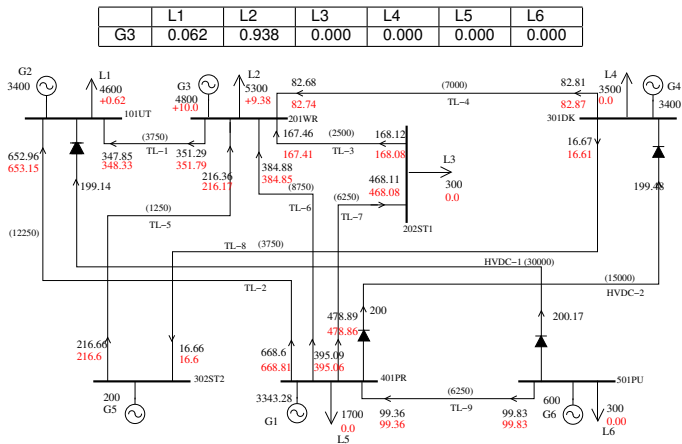 L1 L2 L3 L4 L5 L6
G3 0.062 0.938 0.000 0.000 0.000 0.000
G2
3400
L1
4600
+0.62
101UT
G3
4800
+10.0
L2
5300
+9.38
201WR
82.68
82.74
(7000)
TL−4
82.81
82.87
L4
3500
0.0
301DK
G4
3400
652.96
653.15
347.85
348.33
(3750)
TL−1
351.29
351.79
167.46
167.41
(2500)
TL−3
168.12
168.08
16.67
16.61
199.14
216.36
216.17
384.88
384.85
(8750)
TL−6
468.11
468.08
(6250)
TL−7
L3
300
0.0
202ST1
199.48
(12250)
(1250)
TL−5
TL−8 (3750)
HVDC−1 (30000)
(15000)
HVDC−2
TL−2
216.66
216.6
16.66
16.6
302ST2
200
G5
668.6
668.81
395.09
395.06
478.89
478.86
200
401PR
3343.28
G1
1700
0.0
L5
(6250)
TL−9
99.36
99.36
99.83
99.83
200.17
501PU
600
G6
300
0.00
L6